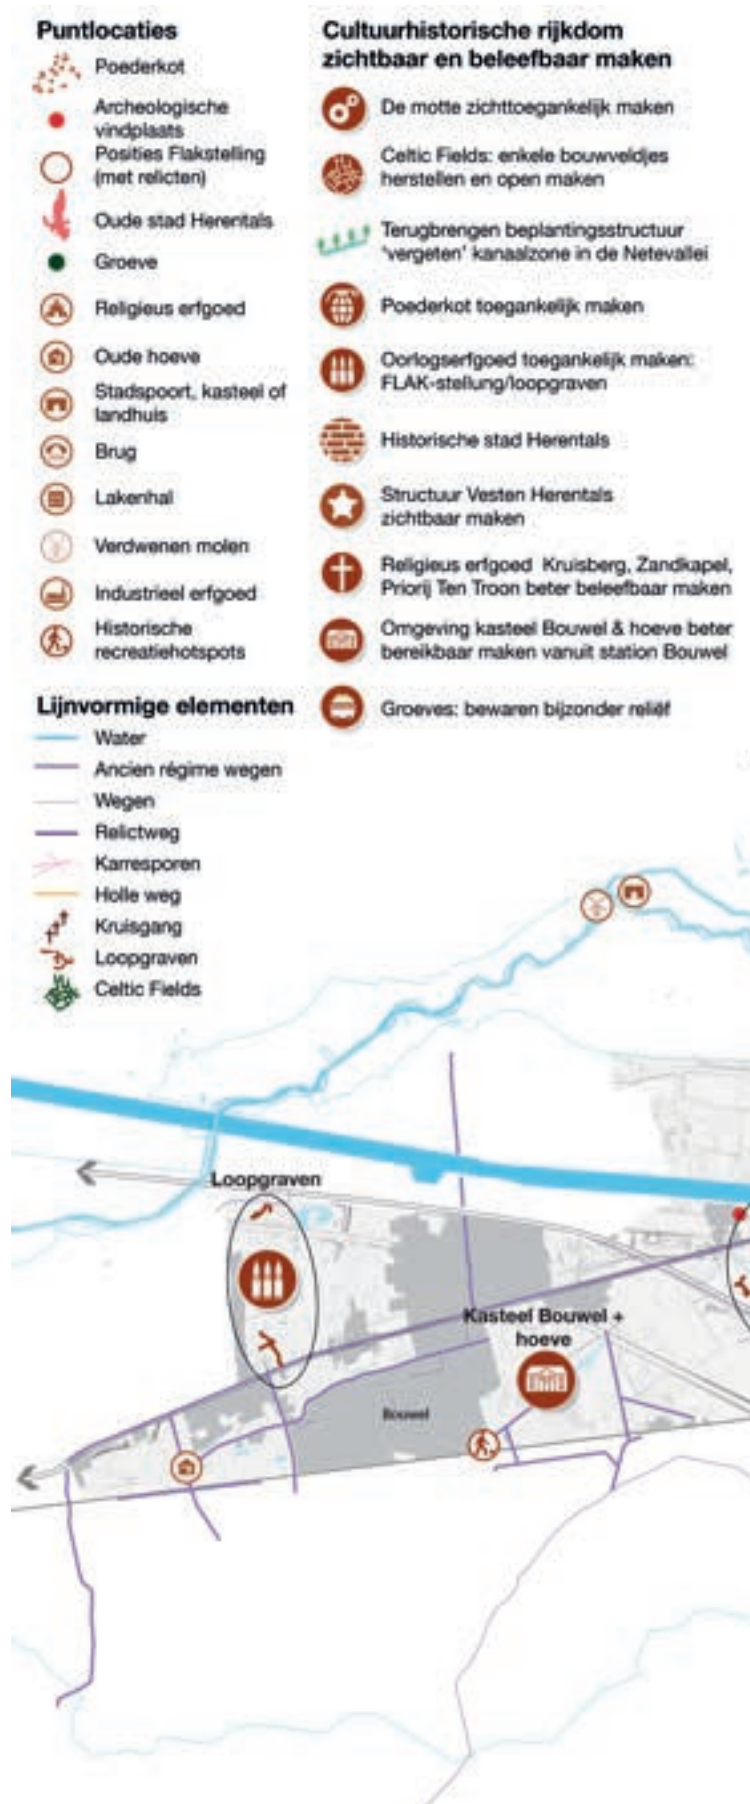 Puntlocaties
Poederkot
Archeologische
vindplaats
Posities Flakstelling
(met relicten)
Oude stad Herentals
Groeve
Religieus erfgoed
Oude hoeve
Stadspoort, kasteel of
landhuis
Brug
Lakenhal
Verdwenen molen
Industrieel erfgoed
Historische
recreatiehotspots
Lijnvormige elementen
Water
Ancien régime wegen
Wegen
Relictweg
Karresporen
Holle weg
Kruisgang
Loopgraven
Celtic Fields
Cultuurhistorische rijkdom
zichtbaar en beleefbaar maken
De motte zichttoegankelijk maken
Celtic Fields: enkele bouwveldjes
herstellen en open maken
Terugbrengen beplantingsstructuur
‘vergeten’ kanaalzone in de Netevallei
Poederkot toegankelijk maken
Oorlogserfgoed toegankelijk maken:
FLAK-stelling/loopgraven
Historische stad Herentals
Structuur Vesten Herentals
zichtbaar maken
Religieus erfgoed Kruisberg, Zandkapel,
Priorij Ten Troon beter beleefbaar maken
Omgeving kasteel Bouwel & hoeve beter
bereikbaar maken vanuit station Bouwel
Groeves: bewaren bijzonder reliëf
Loopgraven
Kasteel Bouwel +
hoeve
Bouwel